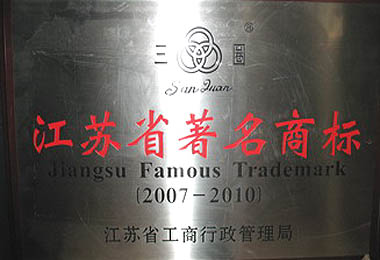 三 圈 ®
San Quan
江苏省著名商标
Jiangsu Famous Trademark
(2007-2010)
江苏省工商行政管理局